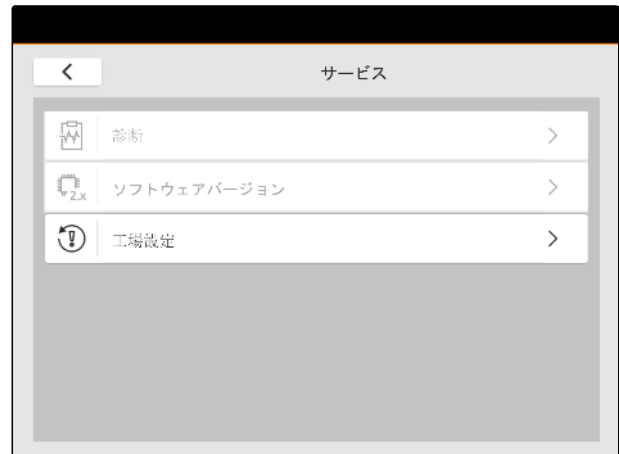 サービス
診断
2.x
ソフトウェアバージョン
工場設定